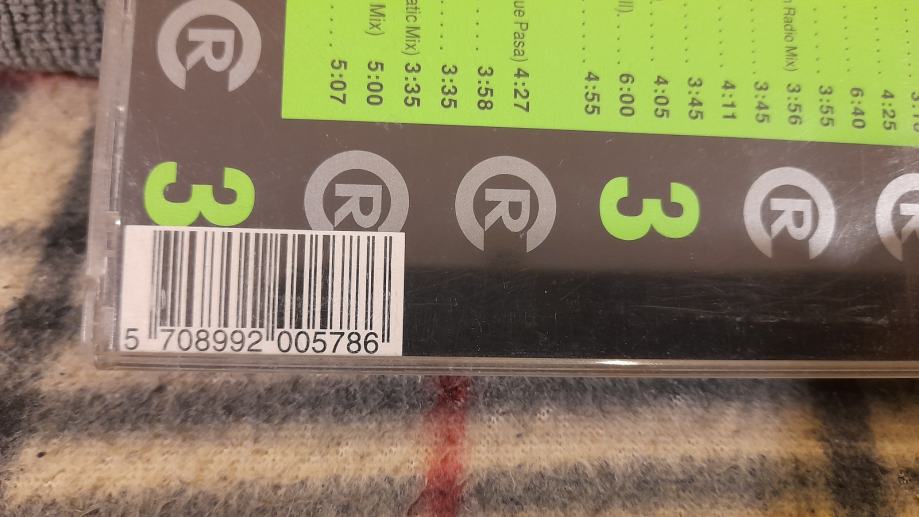 5:07
Mix) 5:00
atic Mix) 3:35
3:35
3:58
ue Pasa) 4:27
4:55
6:00
4:05
3:45
4:11
3:45
Radio Mix) 3:56
3:55
6:40
4:25
R 3 R R 3 R R
5 708992 005786